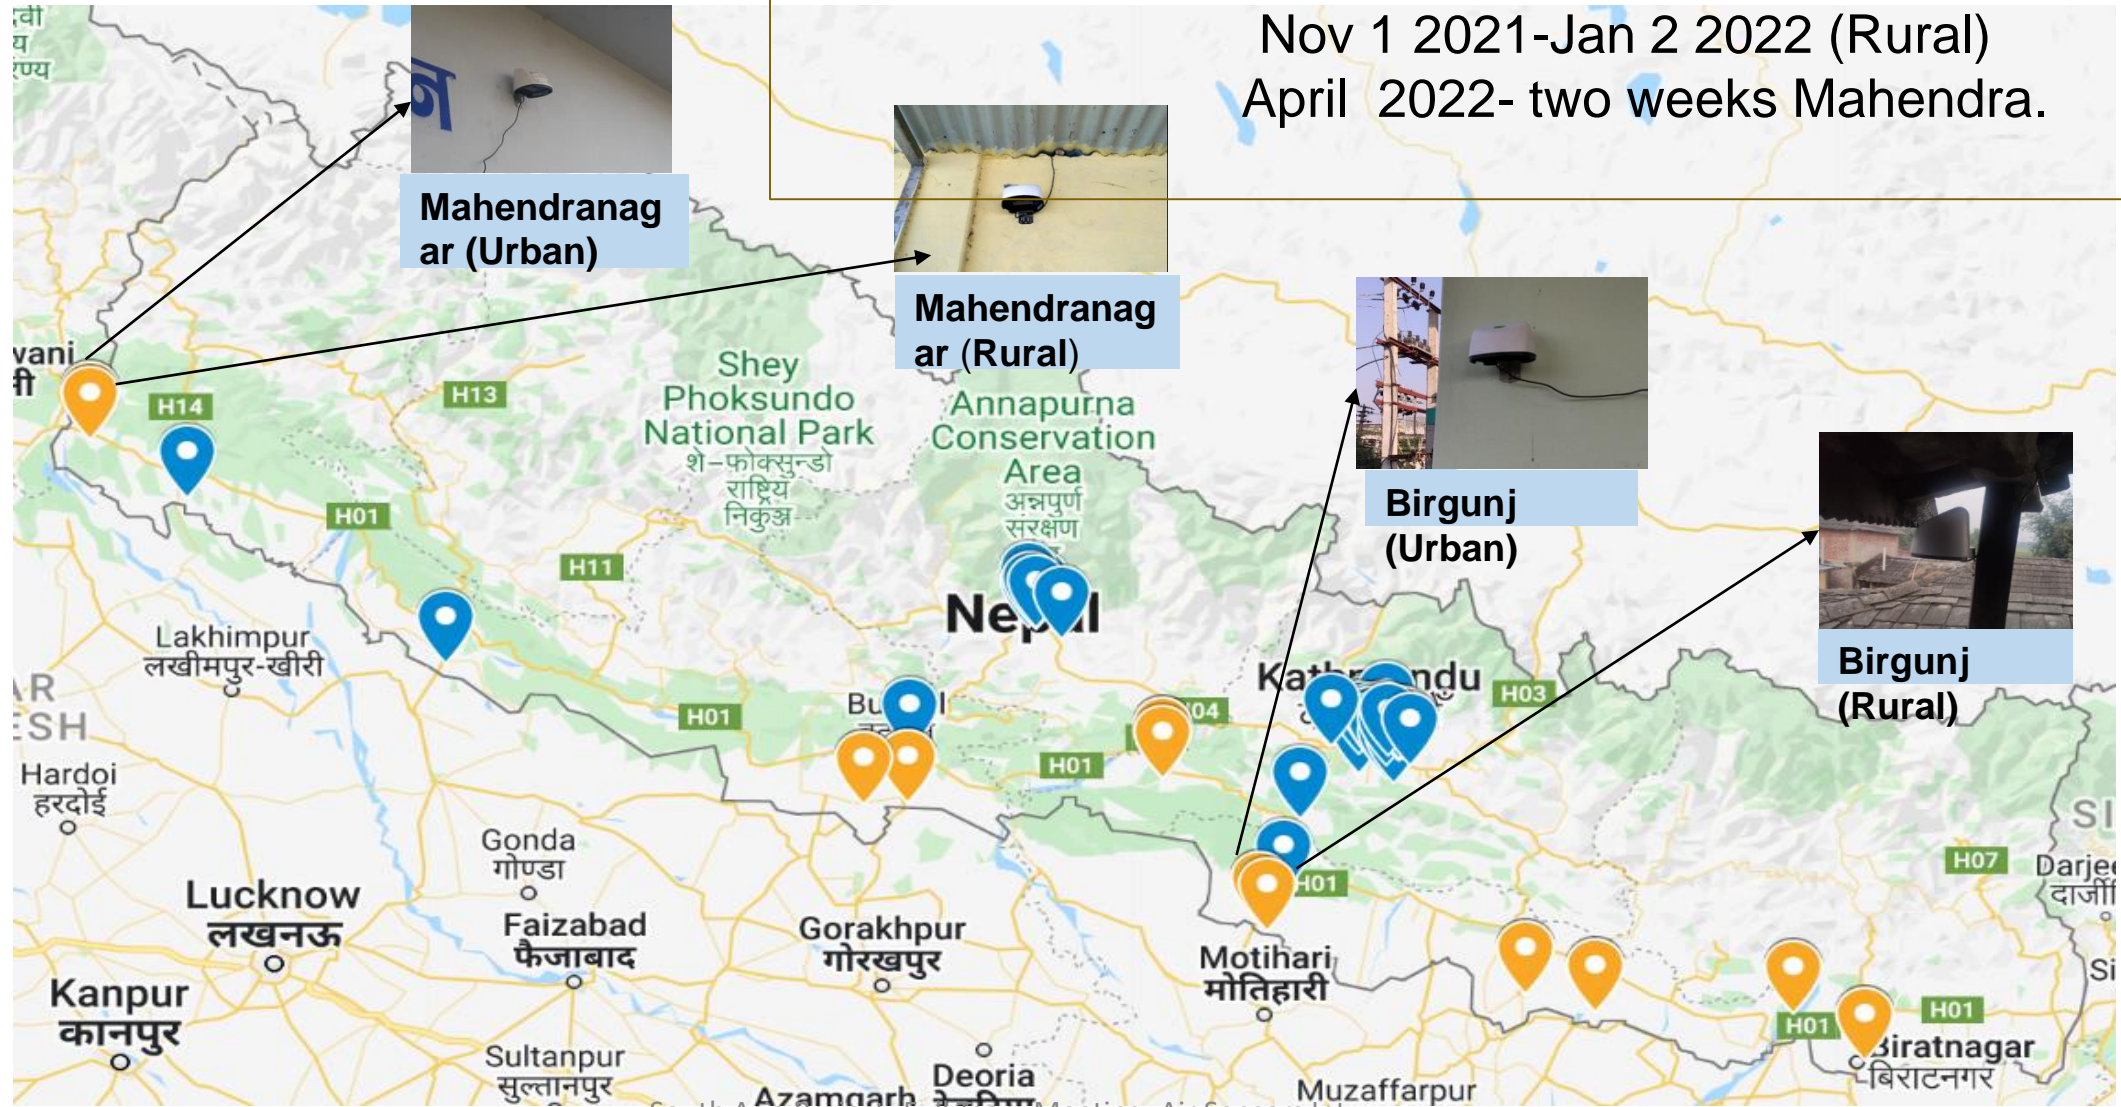 Nov 1 2021-Jan 2 2022 (Rural)
April 2022- two weeks Mahendra.
न
Mahendranag
ar (Urban)
Mahendranag
ar (Rural)
Birgunj
(Urban)
Birgunj
(Rural)
H14
H13
Shey
Phoksundo
National Park
शे-फोक्सुन्डो
राष्ट्रिय
निकुञ्ज
Annapurna
Conservation
Area
अन्नपुर्ण
संरक्षण
H01
H11
Nepal
Lakhimpur
लखीमपुर-खीरी
H01
H03
H01
Hardoi
हरदोई
Gonda
गोण्डा
H07
H01
Lucknow
लखनऊ
Faizabad
फैजाबाद
Gorakhpur
गोरखपुर
Motihari
मोतिहारी
Kanpur
कानपुर
H01
H01
Biratnagar
बिराटनगर
Sultanpur
सुल्तानपुर
Azamgarh
Deoria
Muzaffarpur